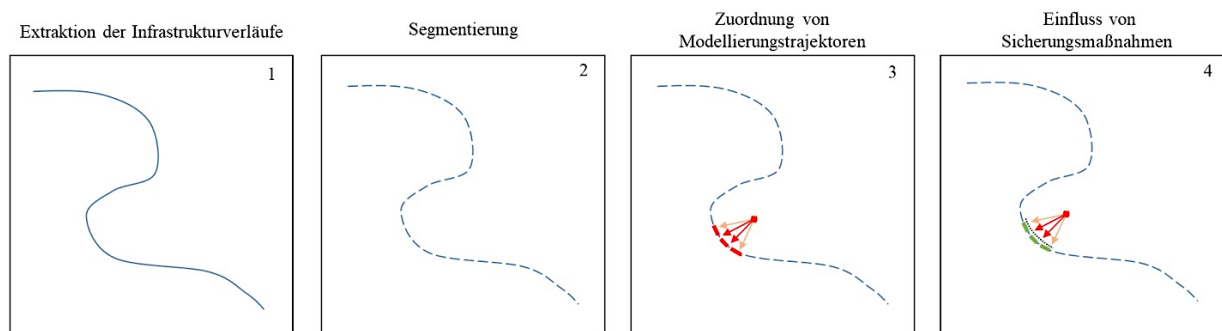 Extraktion der Infrastrukturverläufe
1
Segmentierung
2
Zuordnung von
Modellierungstrajektoren
3
Einfluss von
Sicherungsmaßnahmen
4